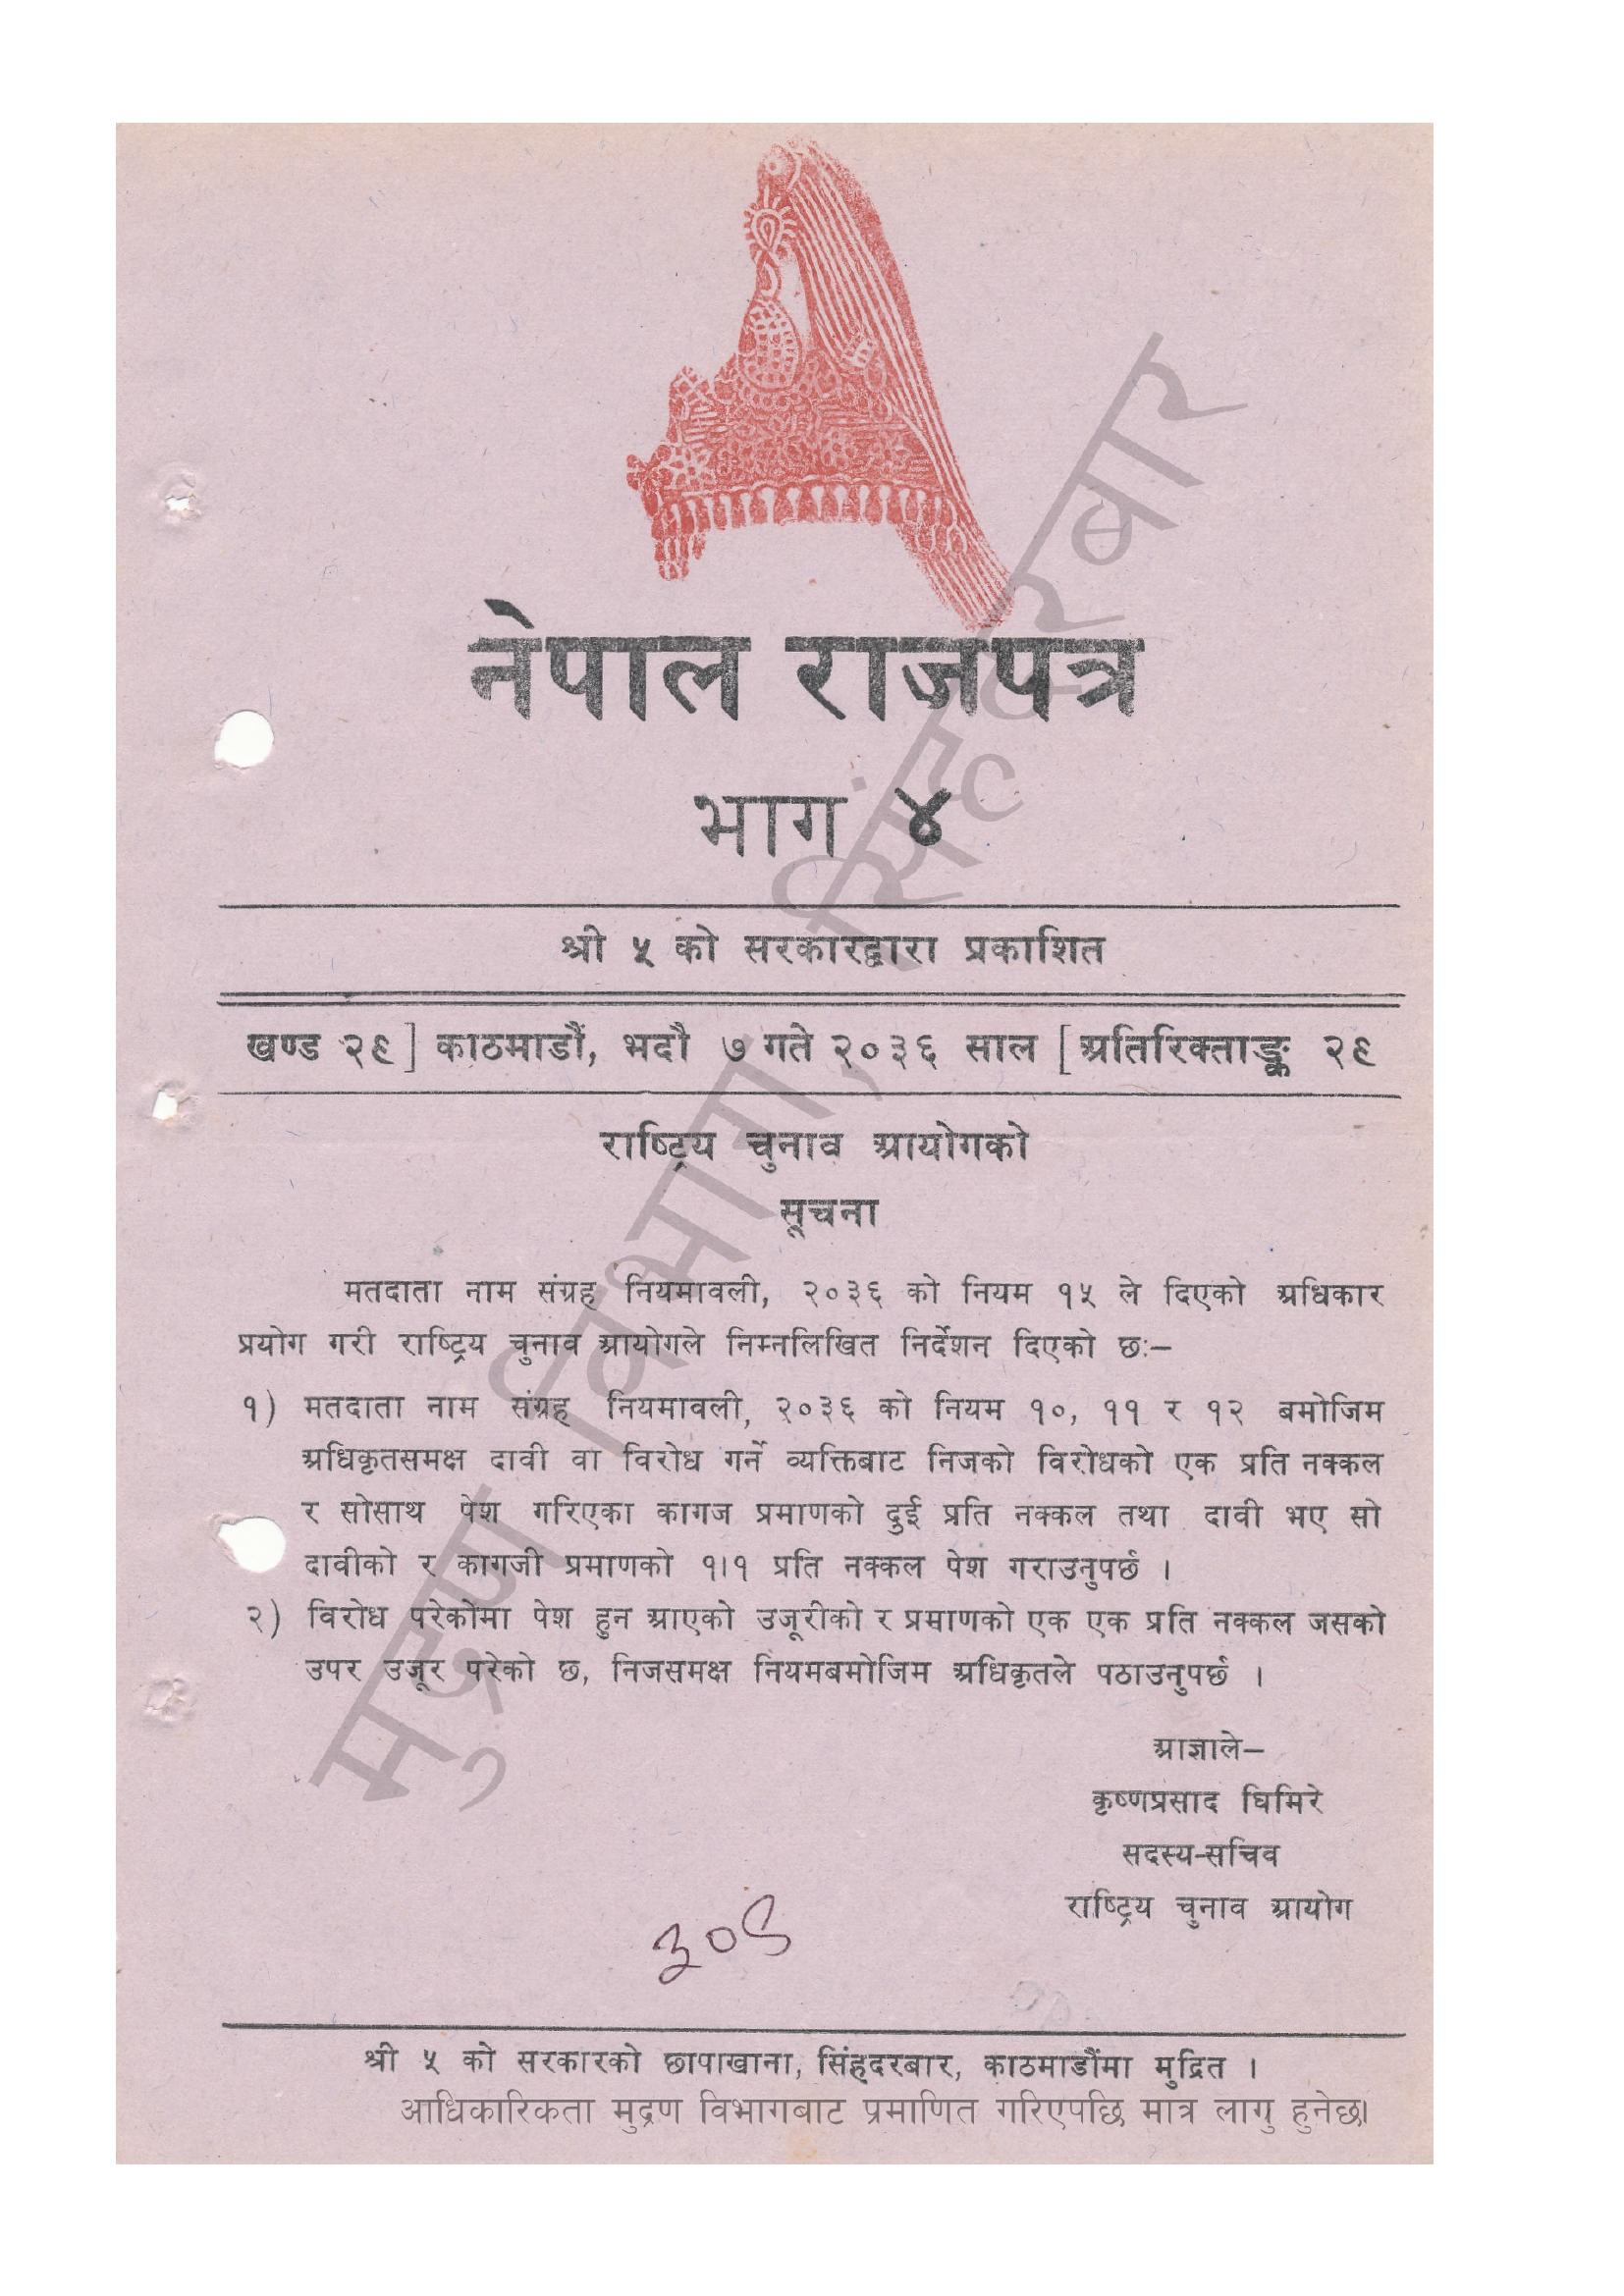 नेपाल राजपत्र
भाग ४
श्री ५ को सरकारद्वारा प्रकाशित
खण्ड २९] काठमाडौं, भदौ ७ गते २०३६ साल [अतिरिक्ताङ्क २९
राष्ट्रिय चुनाव आयोगको
सूचना
मतदाता नाम संग्रह नियमावली, २०३६ को नियम १५ ले दिएको अधिकार
प्रयोग गरी राष्ट्रिय चुनाव आयोगले निम्नलिखित निर्देशन दिएको छः–
१) मतदाता नाम संग्रह नियमावली, २०३६ को नियम १०, ११ र १२ बमोजिम
अधिकृतसमक्ष दावी वा विरोध गर्ने व्यक्तिबाट निजको विरोधको एक प्रति नक्कल
र सोसाथ पेश गरिएका कागज प्रमाणको दुई प्रति नक्कल तथा दावी भए सो
दावीको र कागजी प्रमाणको १।१ प्रति नक्कल पेश गराउनुपर्छ ।
२) विरोध परेकोमा पेश हुन आएको उजूरीको र प्रमाणको एक एक प्रति नक्कल जसको
उपर उजूर परेको छ, निजसमक्ष नियमबमोजिम अधिकृतले पठाउनुपर्छ ।
आज्ञाले–
कृष्णप्रसाद घिमिरे
सदस्य-सचिव
राष्ट्रिय चुनाव आयोग
३०९
श्री ५ को सरकारको छापाखाना, सिंहदरबार, काठमाडौंमा मुद्रित ।
आधिकारिकता मुद्रण विभागबाट प्रमाणित गरिएपछि मात्र लागु हुनेछ।
मुद्रण विभाग, सिंहदरबार